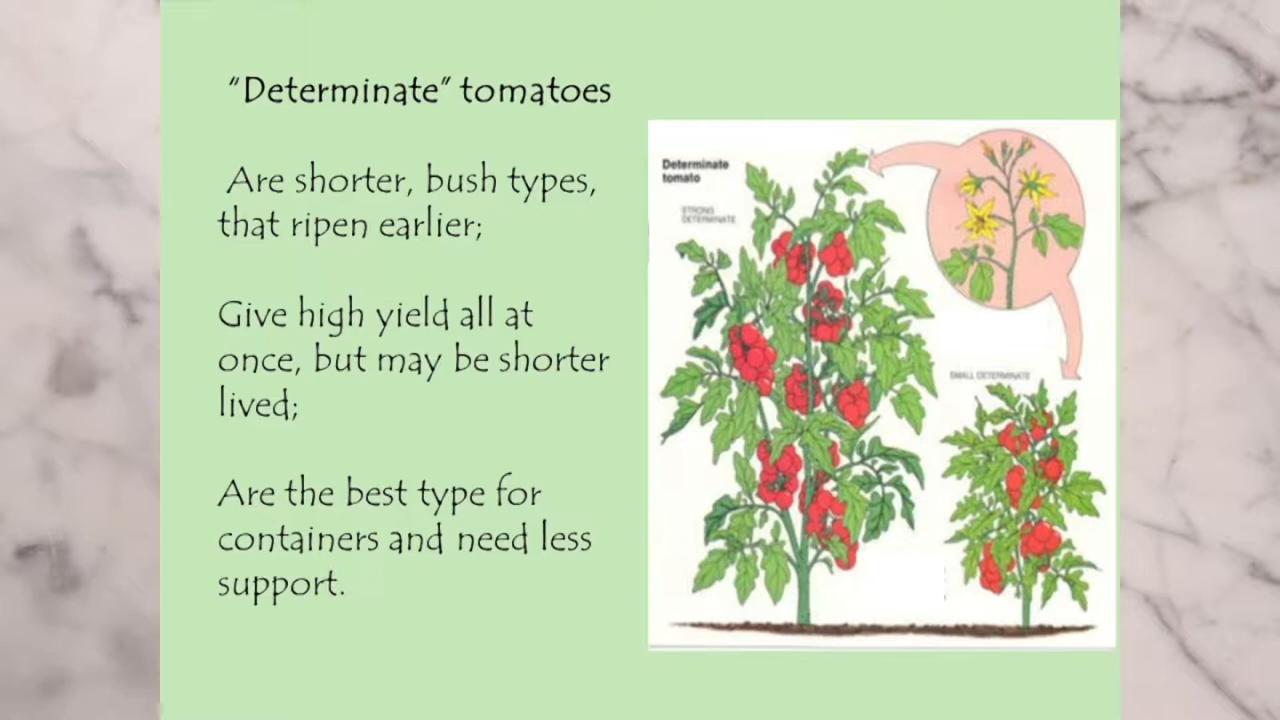 “Determinate” tomatoes
Are shorter, bush types,
that ripen earlier;
Give high yield all at
once, but may be shorter
lived;
Are the best type for
containers and need less
support.
Determinate
tomato
STRONG
DETERMINATE
SMALL DETERMINATE